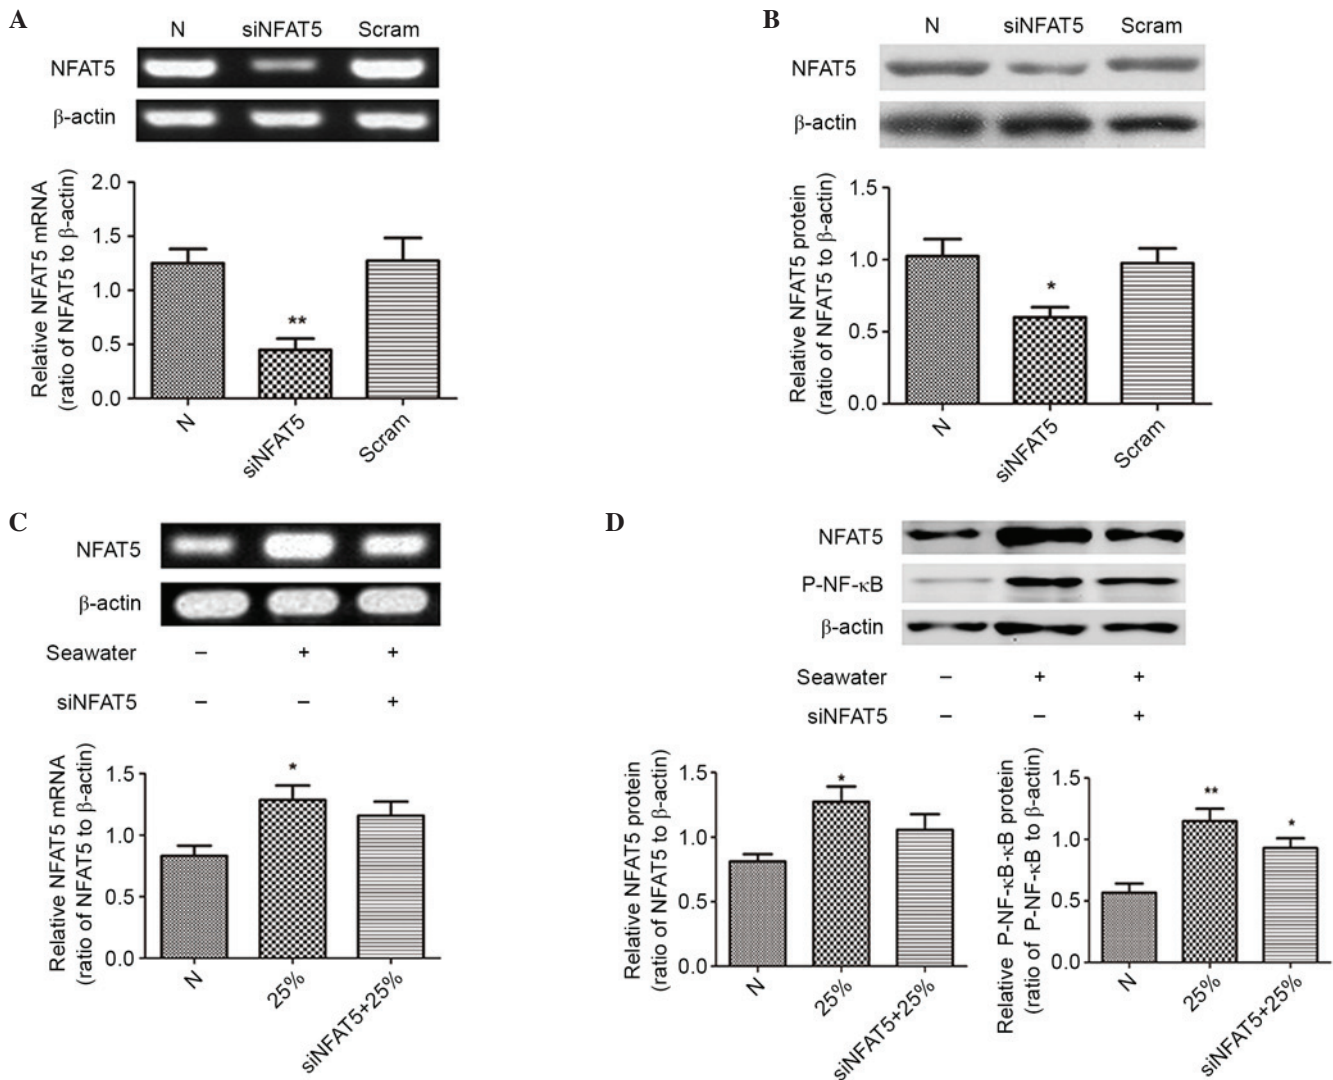 A
N siNFAT5 Scram
NFAT5
β-actin
Relative NFAT5 mRNA
(ratio of NFAT5 to β-actin)
2.0
1.5
1.0
0.5
0.0
**
N siNFAT5 Scram
B
N siNFAT5 Scram
NFAT5
β-actin
Relative NFAT5 protein
(ratio of NFAT5 to β-actin)
1.5
1.0
0.5
0.0
*
N siNFAT5 Scram
C
NFAT5
β-actin
Seawater – + +
siNFAT5 – – +
Relative NFAT5 mRNA
(ratio of NFAT5 to β-actin)
1.5
1.0
0.5
0.0
*
N 25% siNFAT5+25%
D
NFAT5
P-NF-κB
β-actin
Seawater – + +
siNFAT5 – – +
Relative NFAT5 protein
(ratio of NFAT5 to β-actin)
1.5
1.0
0.5
0.0
*
N 25% siNFAT5+25%
Relative P-NF-κB-κB protein
(ratio of P-NF-κB to β-actin)
1.5
1.0
0.5
0.0
**
*
N 25% siNFAT5+25%